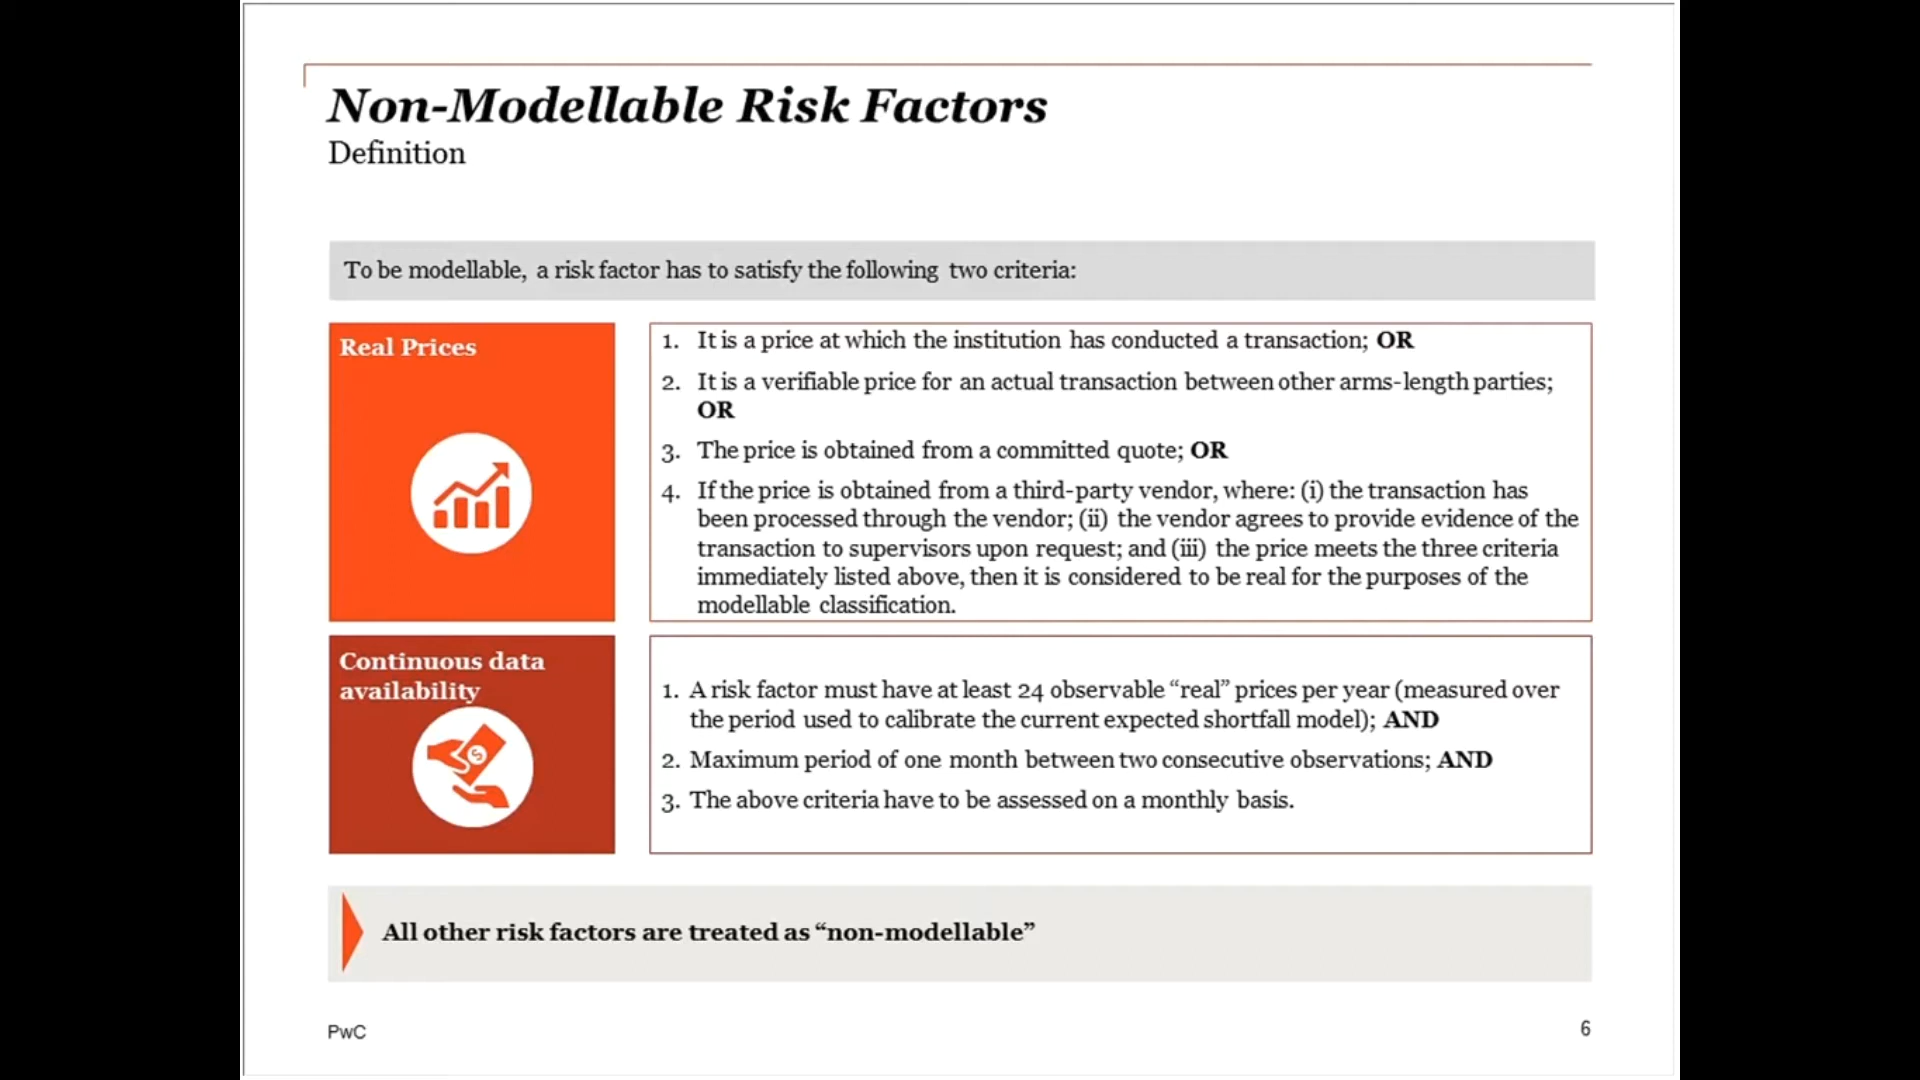 Non-Modellable Risk Factors
Definition
To be modellable, a risk factor has to satisfy the following two criteria:
Real Prices
1. It is a price at which the institution has conducted a transaction; OR
2. It is a verifiable price for an actual transaction between other arms-length parties;
OR
3. The price is obtained from a committed quote; OR
4. If the price is obtained from a third-party vendor, where: (i) the transaction has
been processed through the vendor; (ii) the vendor agrees to provide evidence of the
transaction to supervisors upon request; and (iii) the price meets the three criteria
immediately listed above, then it is considered to be real for the purposes of the
modellable classification.
Continuous data
availability
$
1. A risk factor must have at least 24 observable “real” prices per year (measured over
the period used to calibrate the current expected shortfall model); AND
2. Maximum period of one month between two consecutive observations; AND
3. The above criteria have to be assessed on a monthly basis.
All other risk factors are treated as “non-modellable”
PwC
6